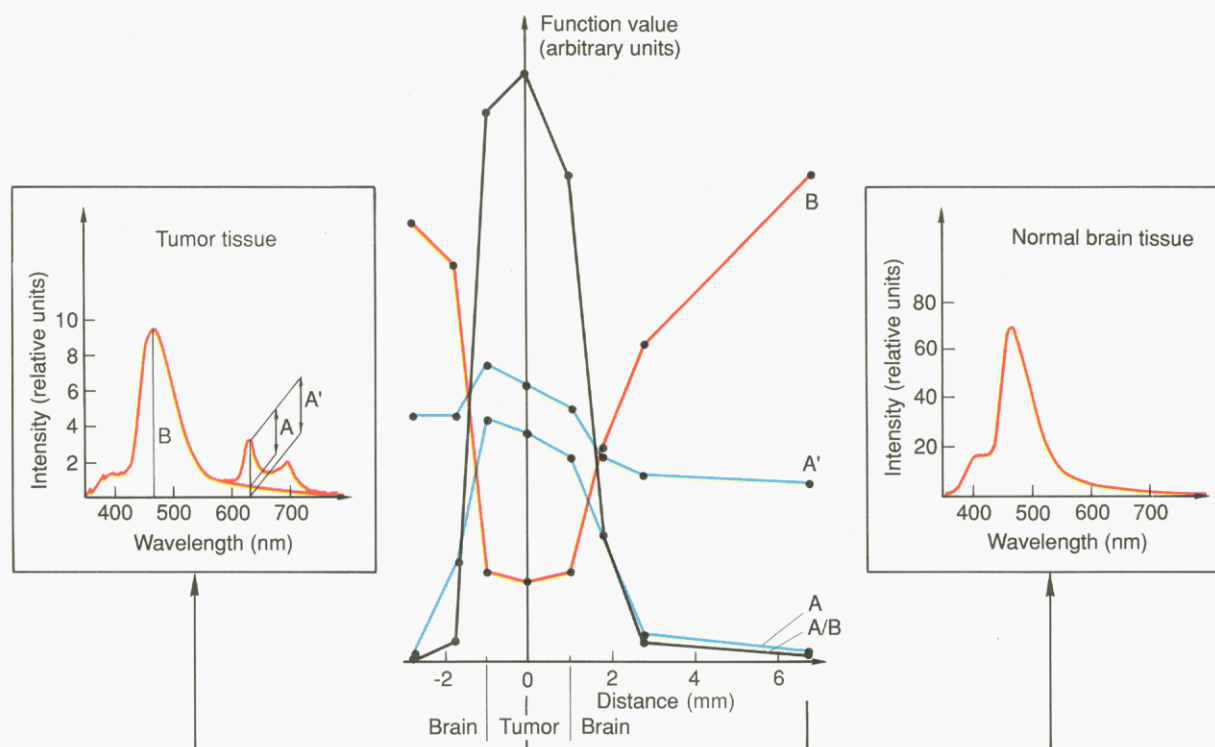 Function value
(arbitrary units)
Tumor tissue
Intensity (relative units)
10
8
6
4
2
B
A
A'
400 500 600 700
Wavelength (nm)
B
A'
A
A/B
-2 0 2 4 6
Distance (mm)
Brain Tumor Brain
Normal brain tissue
Intensity (relative units)
80
60
40
20
400 500 600 700
Wavelength (nm)